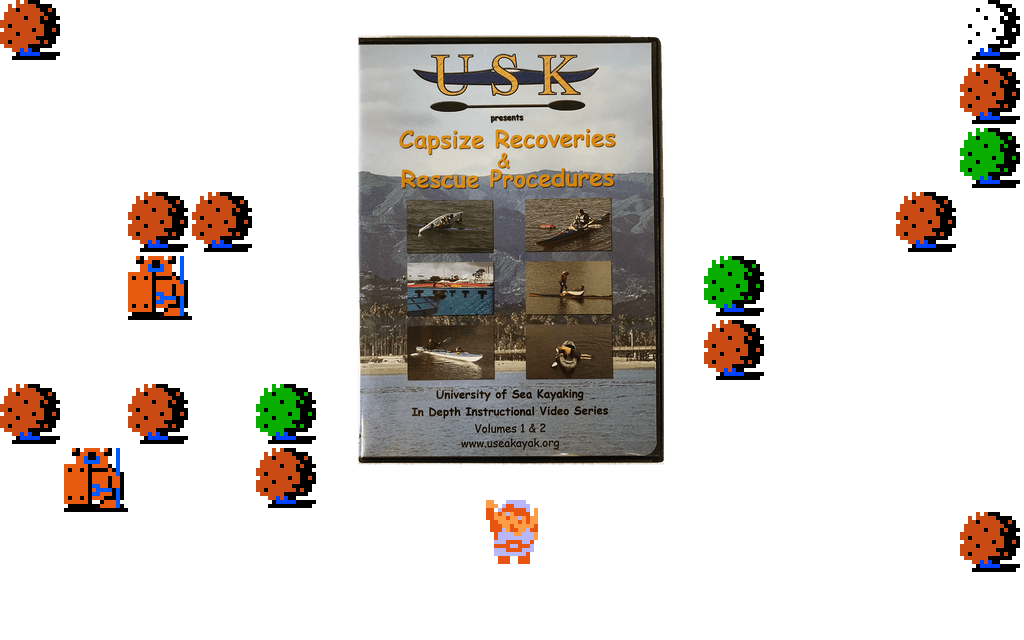 USK
presents
Capsize Recoveries
&
Rescue Procedures
University of Sea Kayaking
In Depth Instructional Video Series
Volumes 1 & 2
www.useakayak.org